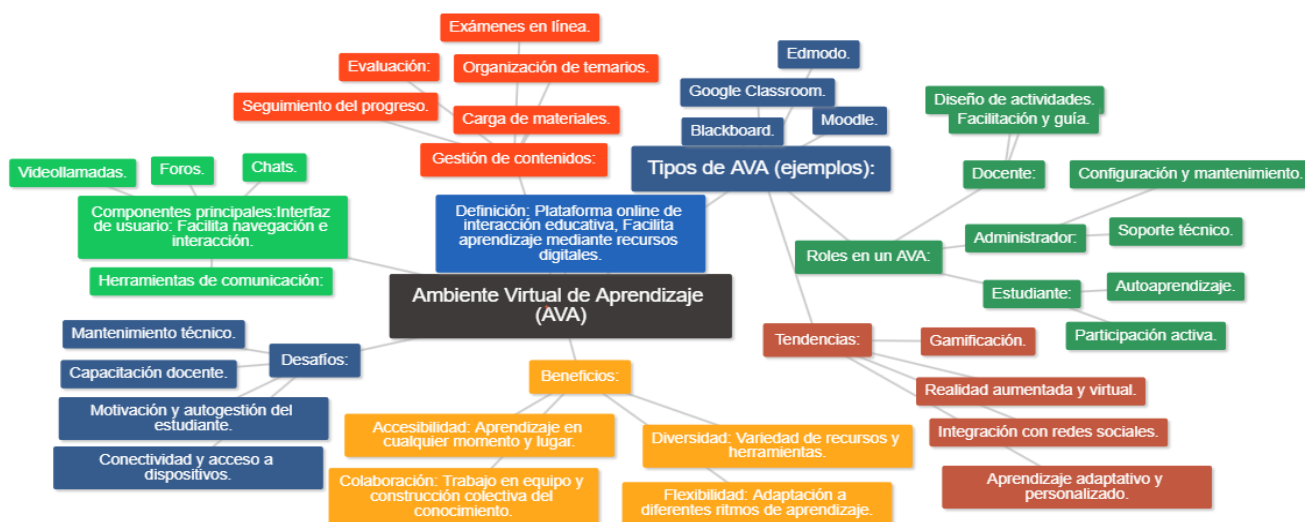 Exámenes en línea.
Evaluación:
Organización de temarios.
Seguimiento del progreso.
Carga de materiales.
Gestión de contenidos:
Edmodo.
Google Classroom.
Blackboard.
Moodle.
Tipos de AVA (ejemplos):
Diseño de actividades.
Facilitación y guía.
Docente:
Configuración y mantenimiento.
Administrador:
Soporte técnico.
Roles en un AVA:
Estudiante:
Autoaprendizaje.
Participación activa.
Videollamadas.
Foros.
Chats.
Componentes principales:Interfaz
de usuario: Facilita navegación e
interacción.
Herramientas de comunicación:
Definición: Plataforma online de
interacción educativa, Facilita
aprendizaje mediante recursos
digitales.
Ambiente Virtual de Aprendizaje
(AVA)
Mantenimiento técnico.
Desafíos:
Capacitación docente.
Motivación y autogestión del
estudiante.
Conectividad y acceso a
dispositivos.
Beneficios:
Accesibilidad: Aprendizaje en
cualquier momento y lugar.
Colaboración: Trabajo en equipo y
construcción colectiva del
conocimiento.
Diversidad: Variedad de recursos y
herramientas.
Flexibilidad: Adaptación a
diferentes ritmos de aprendizaje.
Tendencias:
Gamificación.
Realidad aumentada y virtual.
Integración con redes sociales.
Aprendizaje adaptativo y
personalizado.